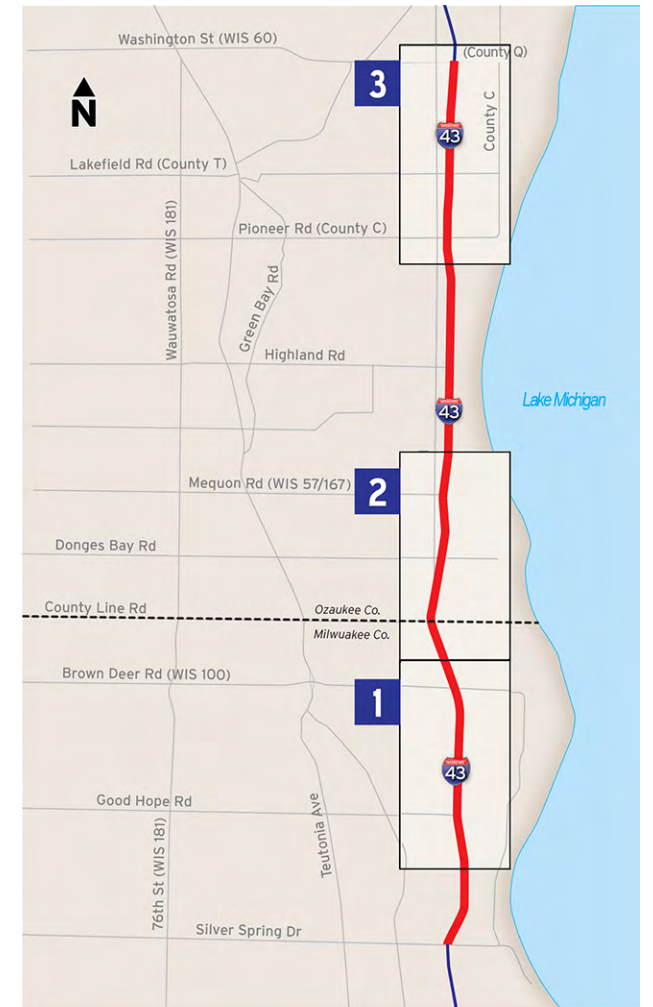 Washington St (WIS 60)
(County Q)
3
N
43
County C
Lakefield Rd (County T)
Wauwatosa Rd (WIS 181)
Pioneer Rd (County C)
Green Bay Rd
Highland Rd
43
Lake Michigan
2
Mequon Rd (WIS 57/167)
Donges Bay Rd
County Line Rd
Ozaukee Co.
Milwuakee Co.
Brown Deer Rd (WIS 100)
1
43
Good Hope Rd
Teutonia Ave
76th St (WIS 181)
Silver Spring Dr